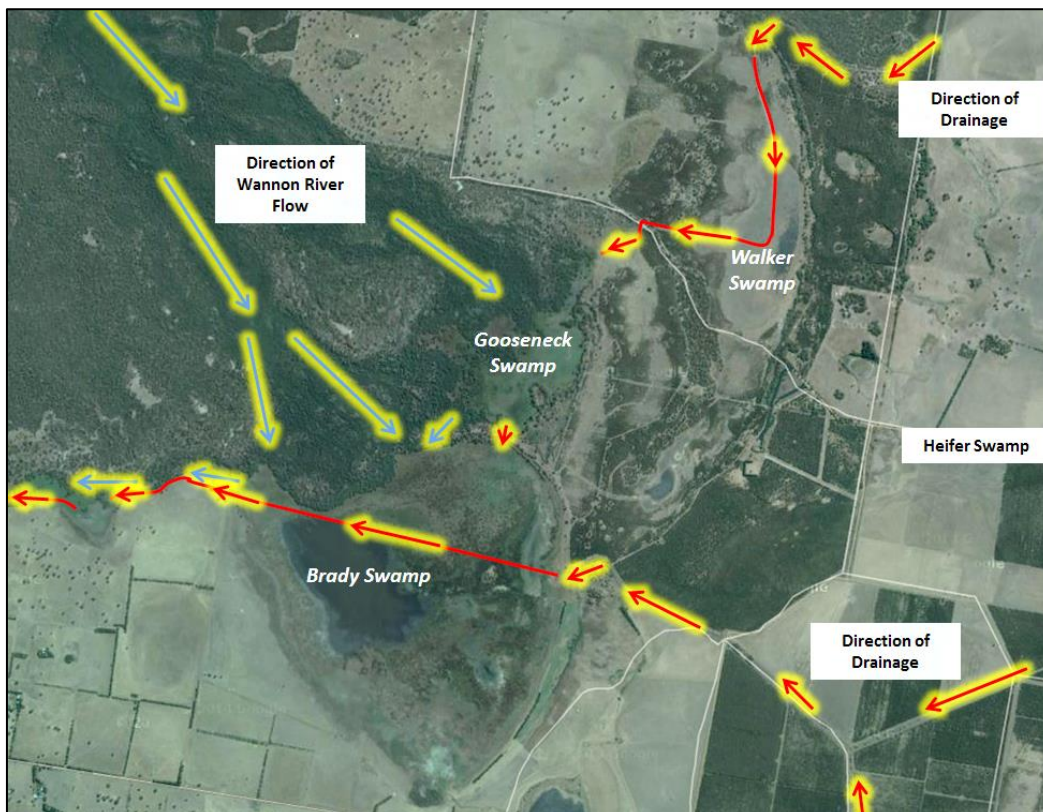 Direction of
Drainage
Direction of
Wannon River
Flow
Walker
Swamp
Gooseneck
Swamp
Heifer Swamp
Brady Swamp
Direction of
Drainage